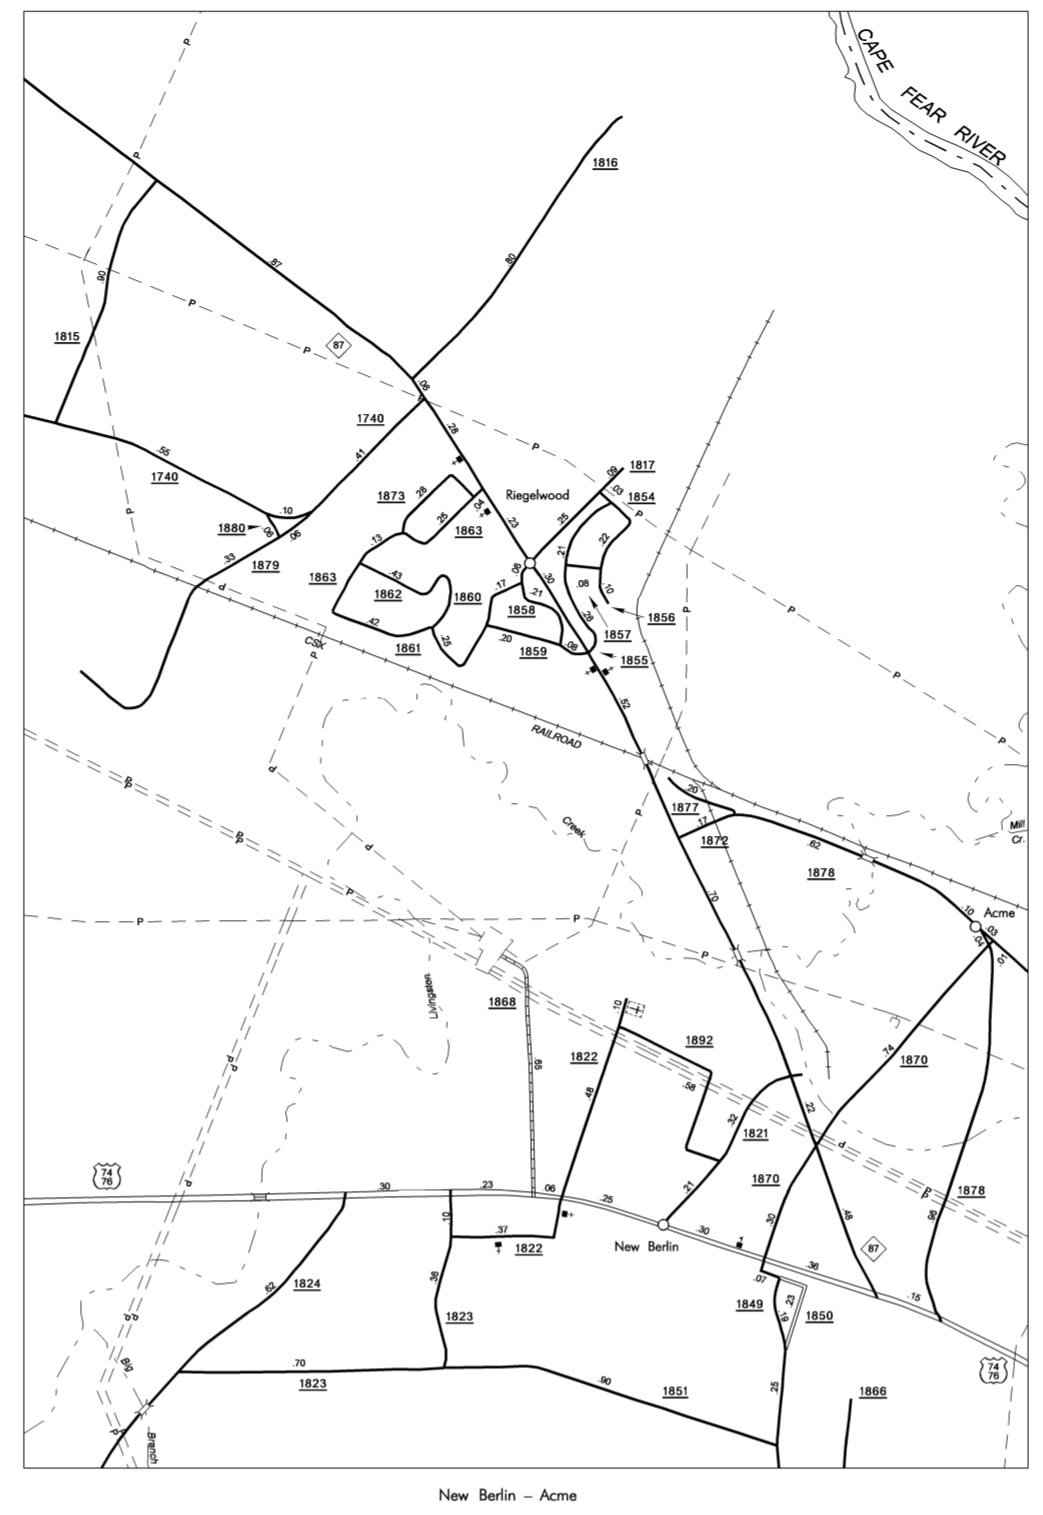 P
CAPE
FEAR RIVER
P
1816
.87
.80
.90
P
1815
87
P
.06
P
1740
.28
.55
.41
P
1740
1817
.09
1873
.28
.03
Riegelwood
1854
.10
.04
P
P
.25
.25
.23
1880
.06
.06
1863
.13
.22
.21
.33
1879
.06
.30
1863
.43
.17
.08
.10
P
1862
1860
.21
P
P
1858
.26
1856
.42
1857
CSX
1861
.25
.20
.08
P
1859
1855
P
.52
RAILROAD
P
P
P
P
.20
1877
P
Creek
.17
Mill
1872
Cr.
P
P
.62
P
1878
P
.70
.10
Acme
P
P
.03
.04
P
.01
Livingston
1868
.10
1892
.74
P
P
.65
1822
1870
.58
.48
.22
.32
1821
P
74
76
1870
P
.30
.23
.06
.21
P
P
1878
.25
.10
.30
.48
.96
.37
.30
New Berlin
1822
87
.36
.36
.07
.62
1824
.15
1849
.23
1850
P
P
1823
.19
Big
.70
74
76
1823
.90
1851
.25
1866
P
P
Branch
New Berlin – Acme